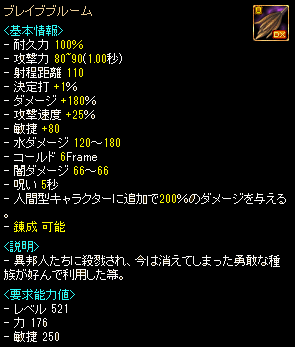 ブレイブブルーム
<基本情報>
- 耐久力 100%
- 攻撃力 80~90(1.00秒)
- 射程距離 110
- 決定打 +1%
- ダメージ +180%
- 攻撃速度 +25%
- 敏捷 +80
- 水ダメージ 120～180
- コールド 6Frame
- 闇ダメージ 66～66
- 呪い 5秒
- 人間型キャラクターに追加で200%のダメージを与える
。
- 錬成 可能
<説明>
- 異邦人たちに殺戮され、今は消えてしまった勇敢な種
族が好んで利用した箒。
<要求能力値>
- レベル 521
- 力 176
- 敏捷 250